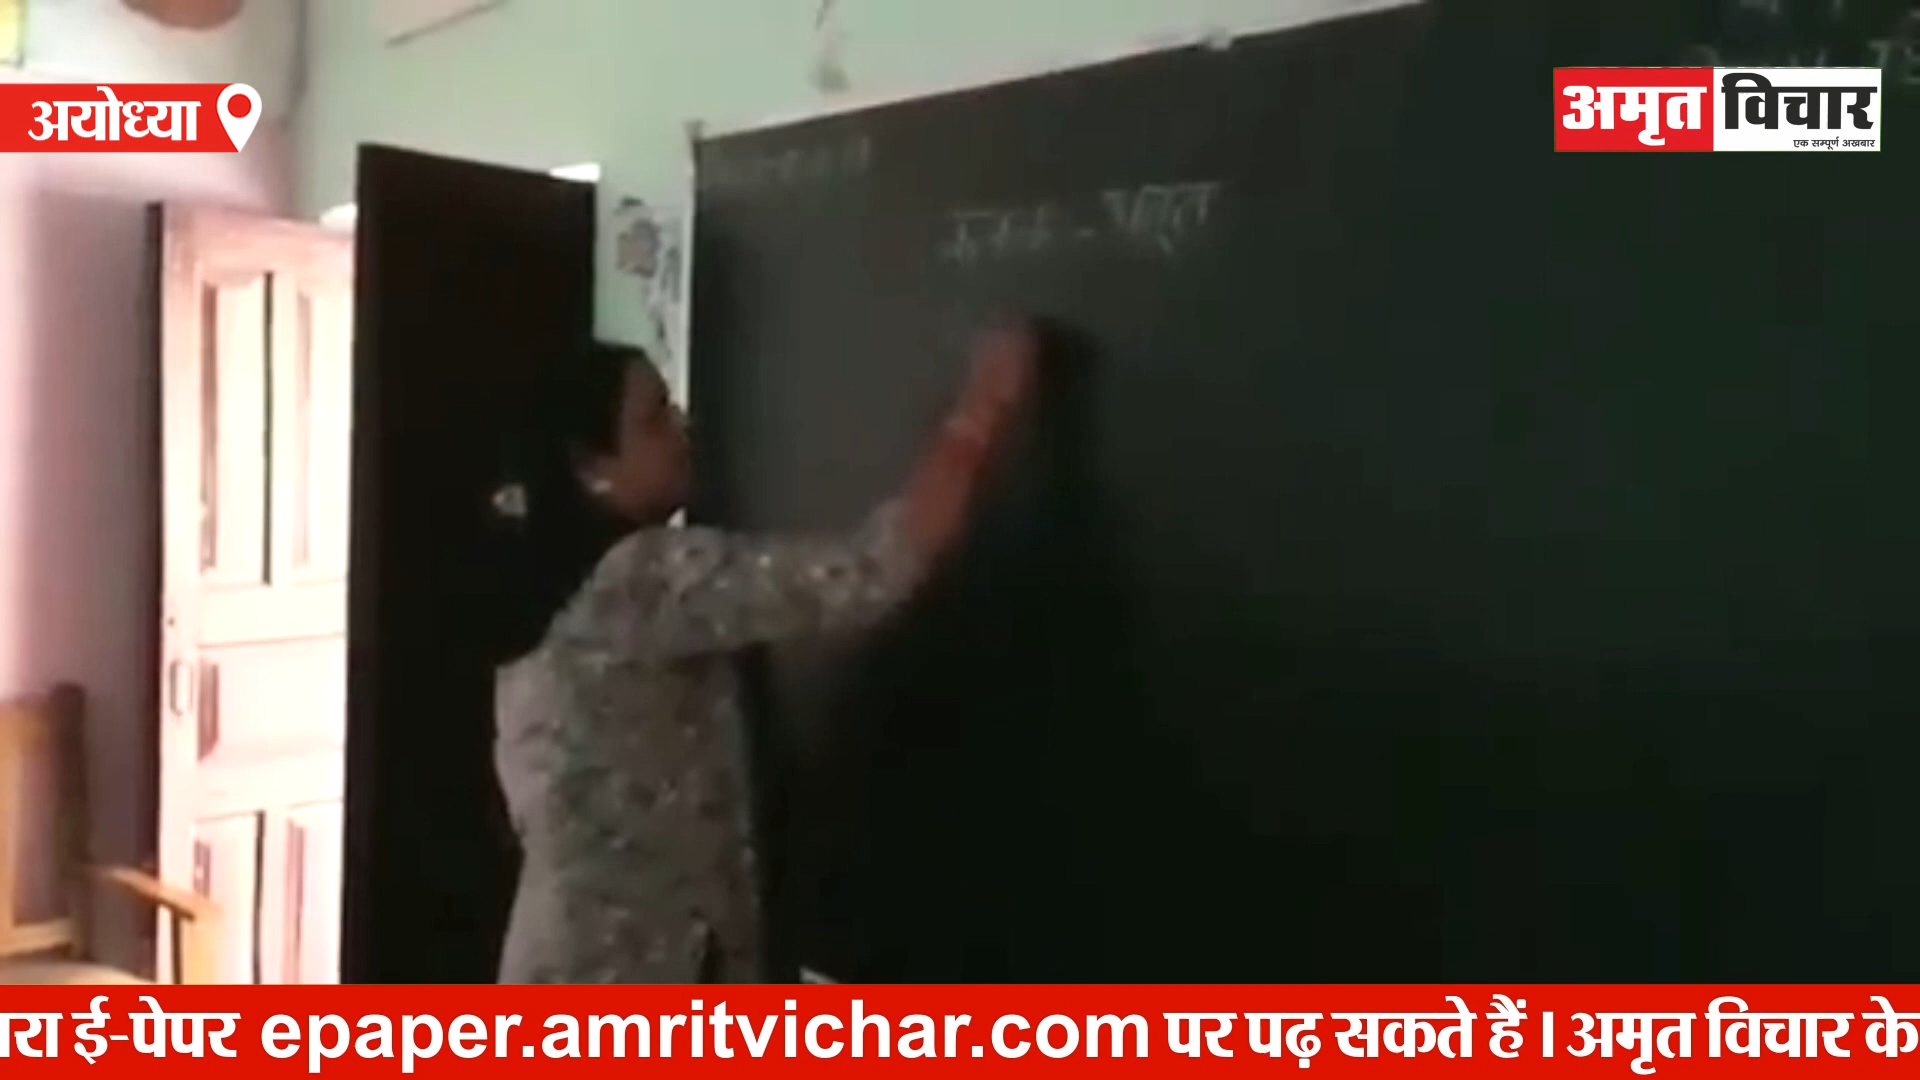 अयोध्या
अमृत विचार
एक सम्पूर्ण अखबार
रा ई-पेपर epaper.amritvichar.com पर पढ़ सकते हैं । अमृत विचार के